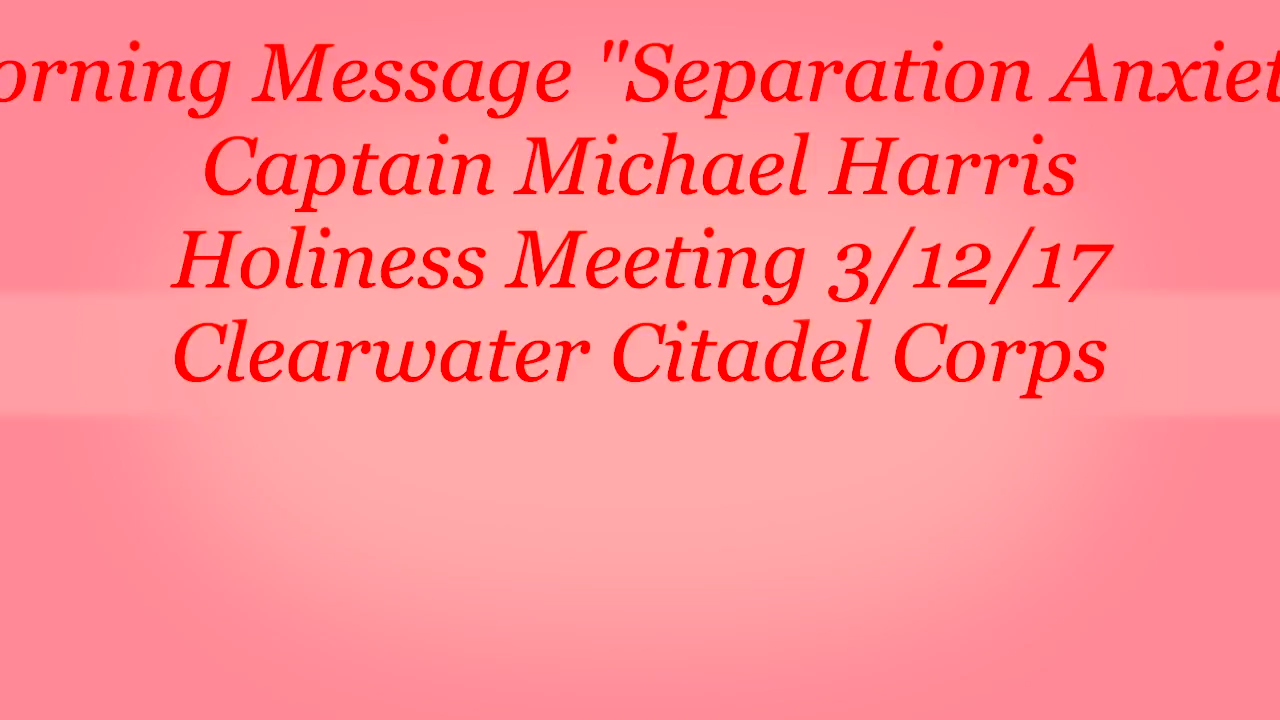 orning Message "Separation Anxiet
Captain Michael Harris
Holiness Meeting 3/12/17
Clearwater Citadel Corps